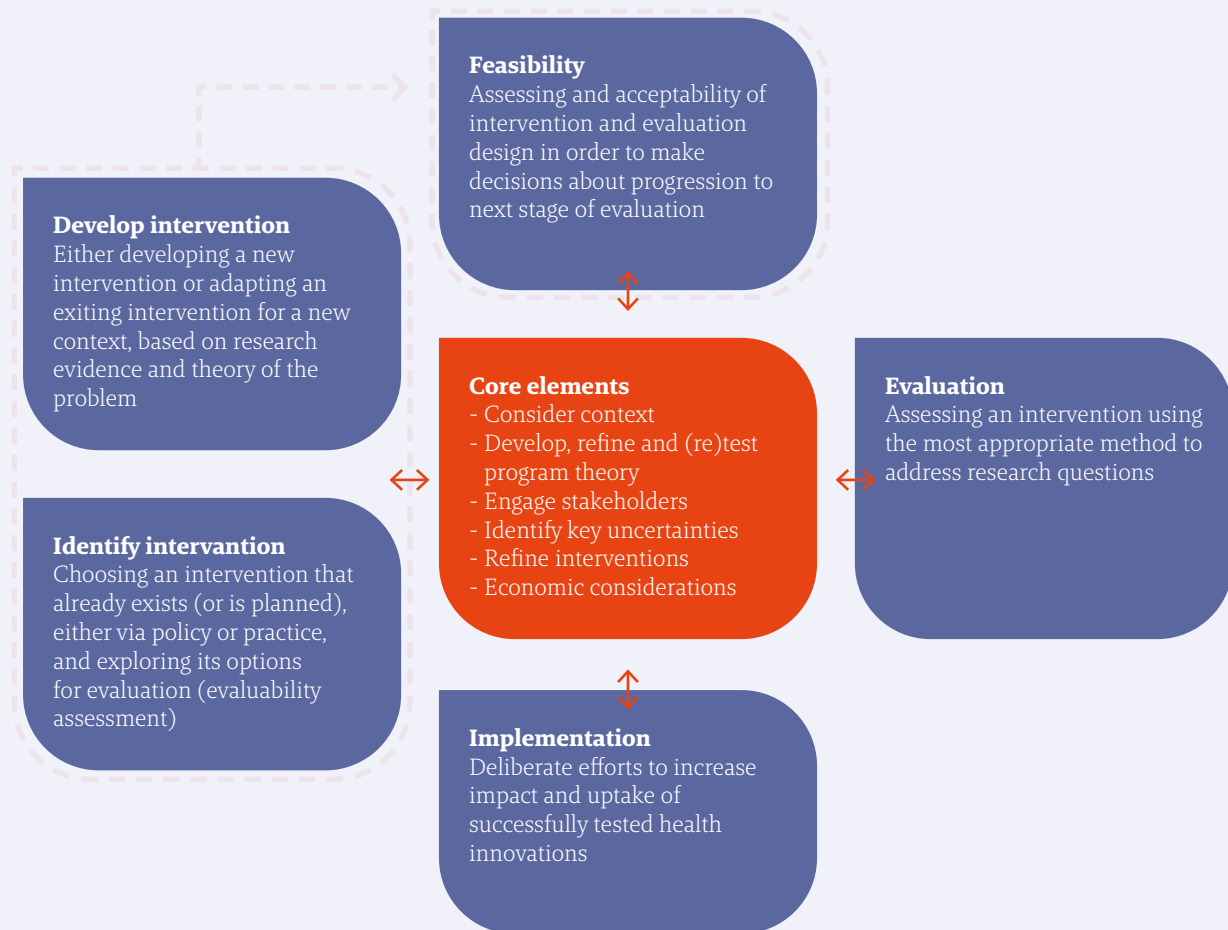 Feasibility
Assessing and acceptability of
intervention and evaluation
design in order to make
decisions about progression to
next stage of evaluation
Develop intervention
Either developing a new
intervention or adapting an
exiting intervention for a new
context, based on research
evidence and theory of the
problem
Core elements
- Consider context
- Develop, refine and (re)test
program theory
- Engage stakeholders
- Identify key uncertainties
- Refine interventions
- Economic considerations
Evaluation
Assessing an intervention using
the most appropriate method to
address research questions
Identify intervantion
Choosing an intervention that
already exists (or is planned),
either via policy or practice,
and exploring its options
for evaluation (evaluability
assessment)
Implementation
Deliberate efforts to increase
impact and uptake of
successfully tested health
innovations